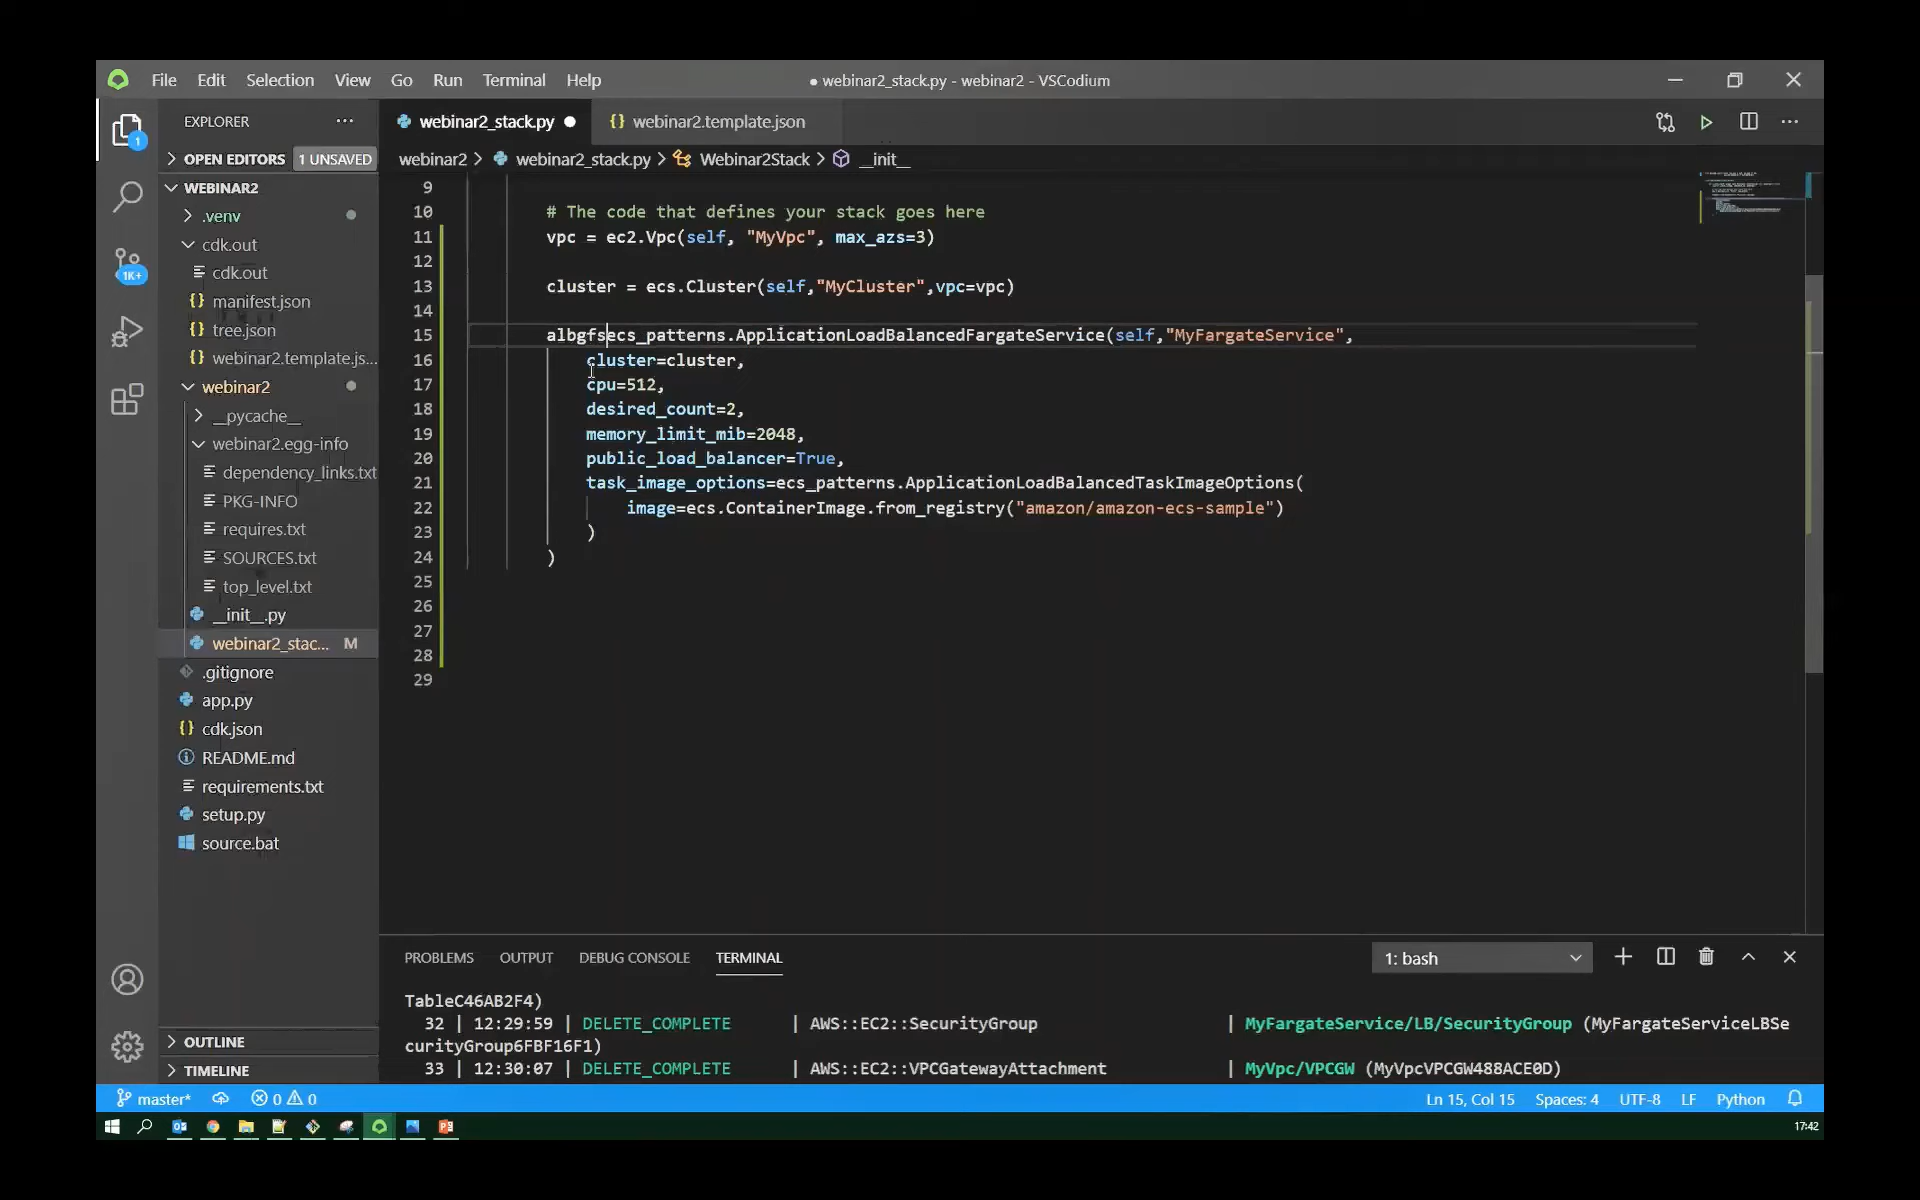 File Edit Selection View Go Run Terminal Help
● webinar2_stack.py - webinar2 - VSCodium
EXPLORER
webinar2_stack.py
webinar2.template.json
OPEN EDITORS 1 UNSAVED
webinar2 > webinar2_stack.py > Webinar2Stack > __init__
WEBINAR2
.venv
cdk.out
cdk.out
manifest.json
tree.json
webinar2.template.js...
webinar2
__pycache__
webinar2.egg-info
dependency_links.txt
PKG-INFO
requires.txt
SOURCES.txt
top_level.txt
__init__.py
webinar2_stac... M
.gitignore
app.py
cdk.json
README.md
requirements.txt
setup.py
source.bat
OUTLINE
TIMELINE
1
1K+
9
10 # The code that defines your stack goes here
11 vpc = ec2.Vpc(self, "MyVpc", max_azs=3)
12
13 cluster = ecs.Cluster(self,"MyCluster",vpc=vpc)
14
15 albgfsecs_patterns.ApplicationLoadBalancedFargateService(self,"MyFargateService",
16 cluster=cluster,
17 cpu=512,
18 desired_count=2,
19 memory_limit_mib=2048,
20 public_load_balancer=True,
21 task_image_options=ecs_patterns.ApplicationLoadBalancedTaskImageOptions(
22 image=ecs.ContainerImage.from_registry("amazon/amazon-ecs-sample")
23 )
24 )
25
26
27
28
29
PROBLEMS OUTPUT DEBUG CONSOLE TERMINAL
1: bash
TableC46AB2F4)
32 | 12:29:59 | DELETE_COMPLETE | AWS::EC2::SecurityGroup | MyFargateService/LB/SecurityGroup (MyFargateServiceLBSe
curityGroup6FBF16F1)
33 | 12:30:07 | DELETE_COMPLETE | AWS::EC2::VPCGatewayAttachment | MyVpc/VPCGW (MyVpcVPCGW488ACE0D)
master* 0 0 Ln 15, Col 15 Spaces: 4 UTF-8 LF Python
17:42